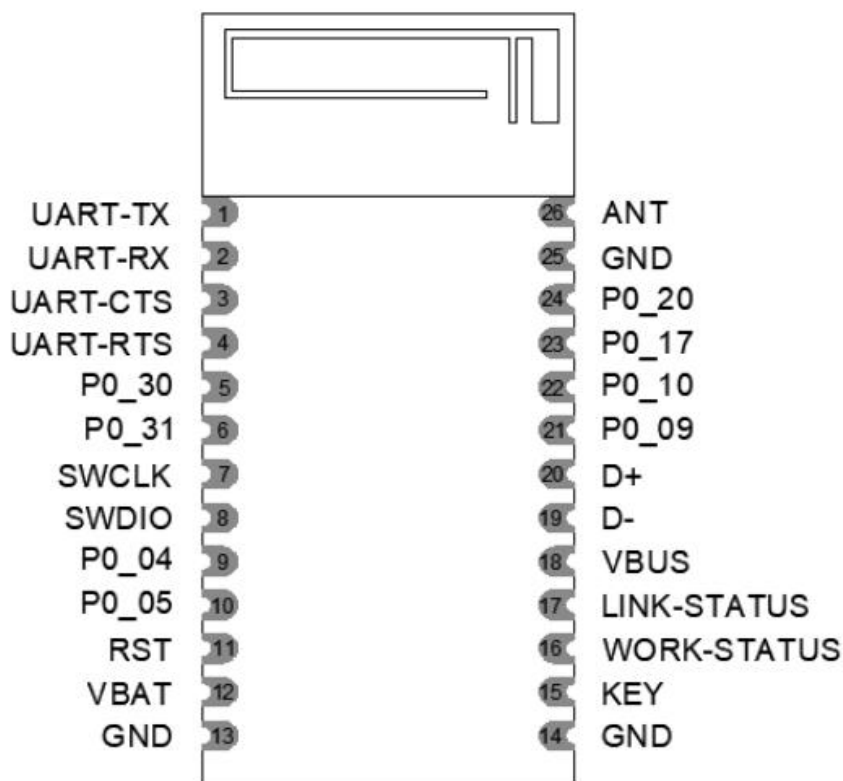 UART-TX 1 26 ANT
UART-RX 2 25 GND
UART-CTS 3 24 P0_20
UART-RTS 4 23 P0_17
P0_30 5 22 P0_10
P0_31 6 21 P0_09
SWCLK 7 20 D+
SWDIO 8 19 D-
P0_04 9 18 VBUS
P0_05 10 17 LINK-STATUS
RST 11 16 WORK-STATUS
VBAT 12 15 KEY
GND 13 14 GND